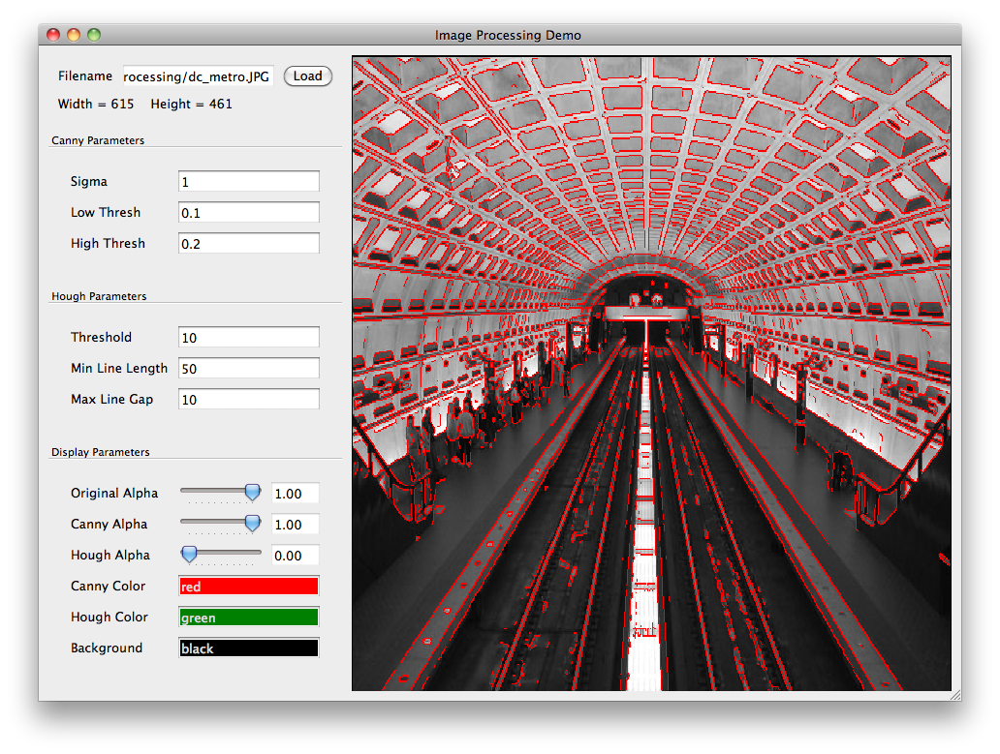 Image Processing Demo
Filename rocessing/dc_metro.JPG Load
Width = 615 Height = 461
Canny Parameters
Sigma 1
Low Thresh 0.1
High Thresh 0.2
Hough Parameters
Threshold 10
Min Line Length 50
Max Line Gap 10
Display Parameters
Original Alpha 1.00
Canny Alpha 1.00
Hough Alpha 0.00
Canny Color red
Hough Color green
Background black